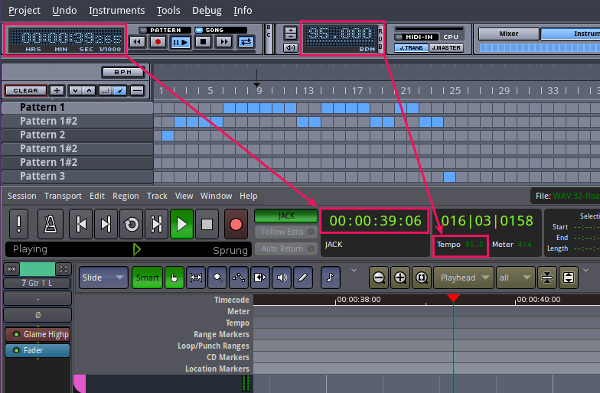 Project Undo Instruments Tools Debug Info
00:00:39:265
HRS MIN SEC 1/1000
PATTERN SONG
BC
95.000
BPM
RUB
MIDI-IN CPU
J.TRANS J.MASTER
Mixer Instrum
BPM
CLEAR
1 5 9 13 17 21 25 29 33 37
Pattern 1
Pattern 1#2
Pattern 2
Pattern 1#2
Pattern 1#2
Pattern 3
Session Transport Edit Region Track View Window Help
File: WAV 32-floa
JACK
Follow Edits
Auto Return
00:00:39:06
JACK
016|03|0158
Tempo 95.0 Meter 4/4
Selecti
Start --:--:--
End --:--:--
Length --:--:--
Playing Sprung
7 Gtr 1 L
-
Ø
Glame Highp
Fader
Slide Smart Playhead all
Timecode
00:00:38:00 00:00:40:00
Meter
Tempo
Range Markers
Loop/Punch Ranges
CD Markers
Location Markers